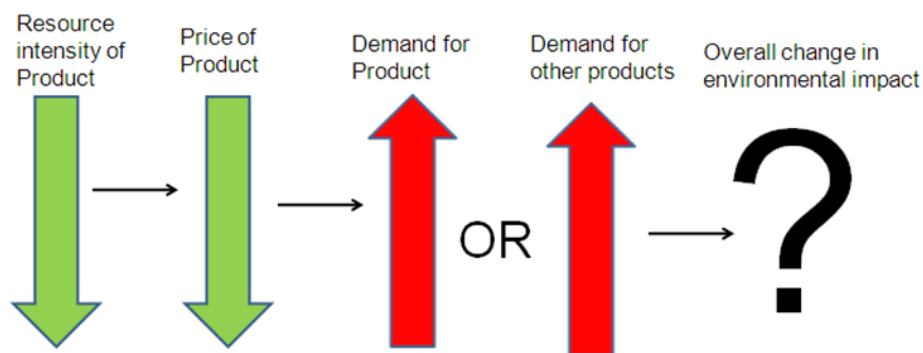 Resource
intensity of
Product
Price of
Product
Demand for
Product
OR
Demand for
other products
Overall change in
environmental impact
?